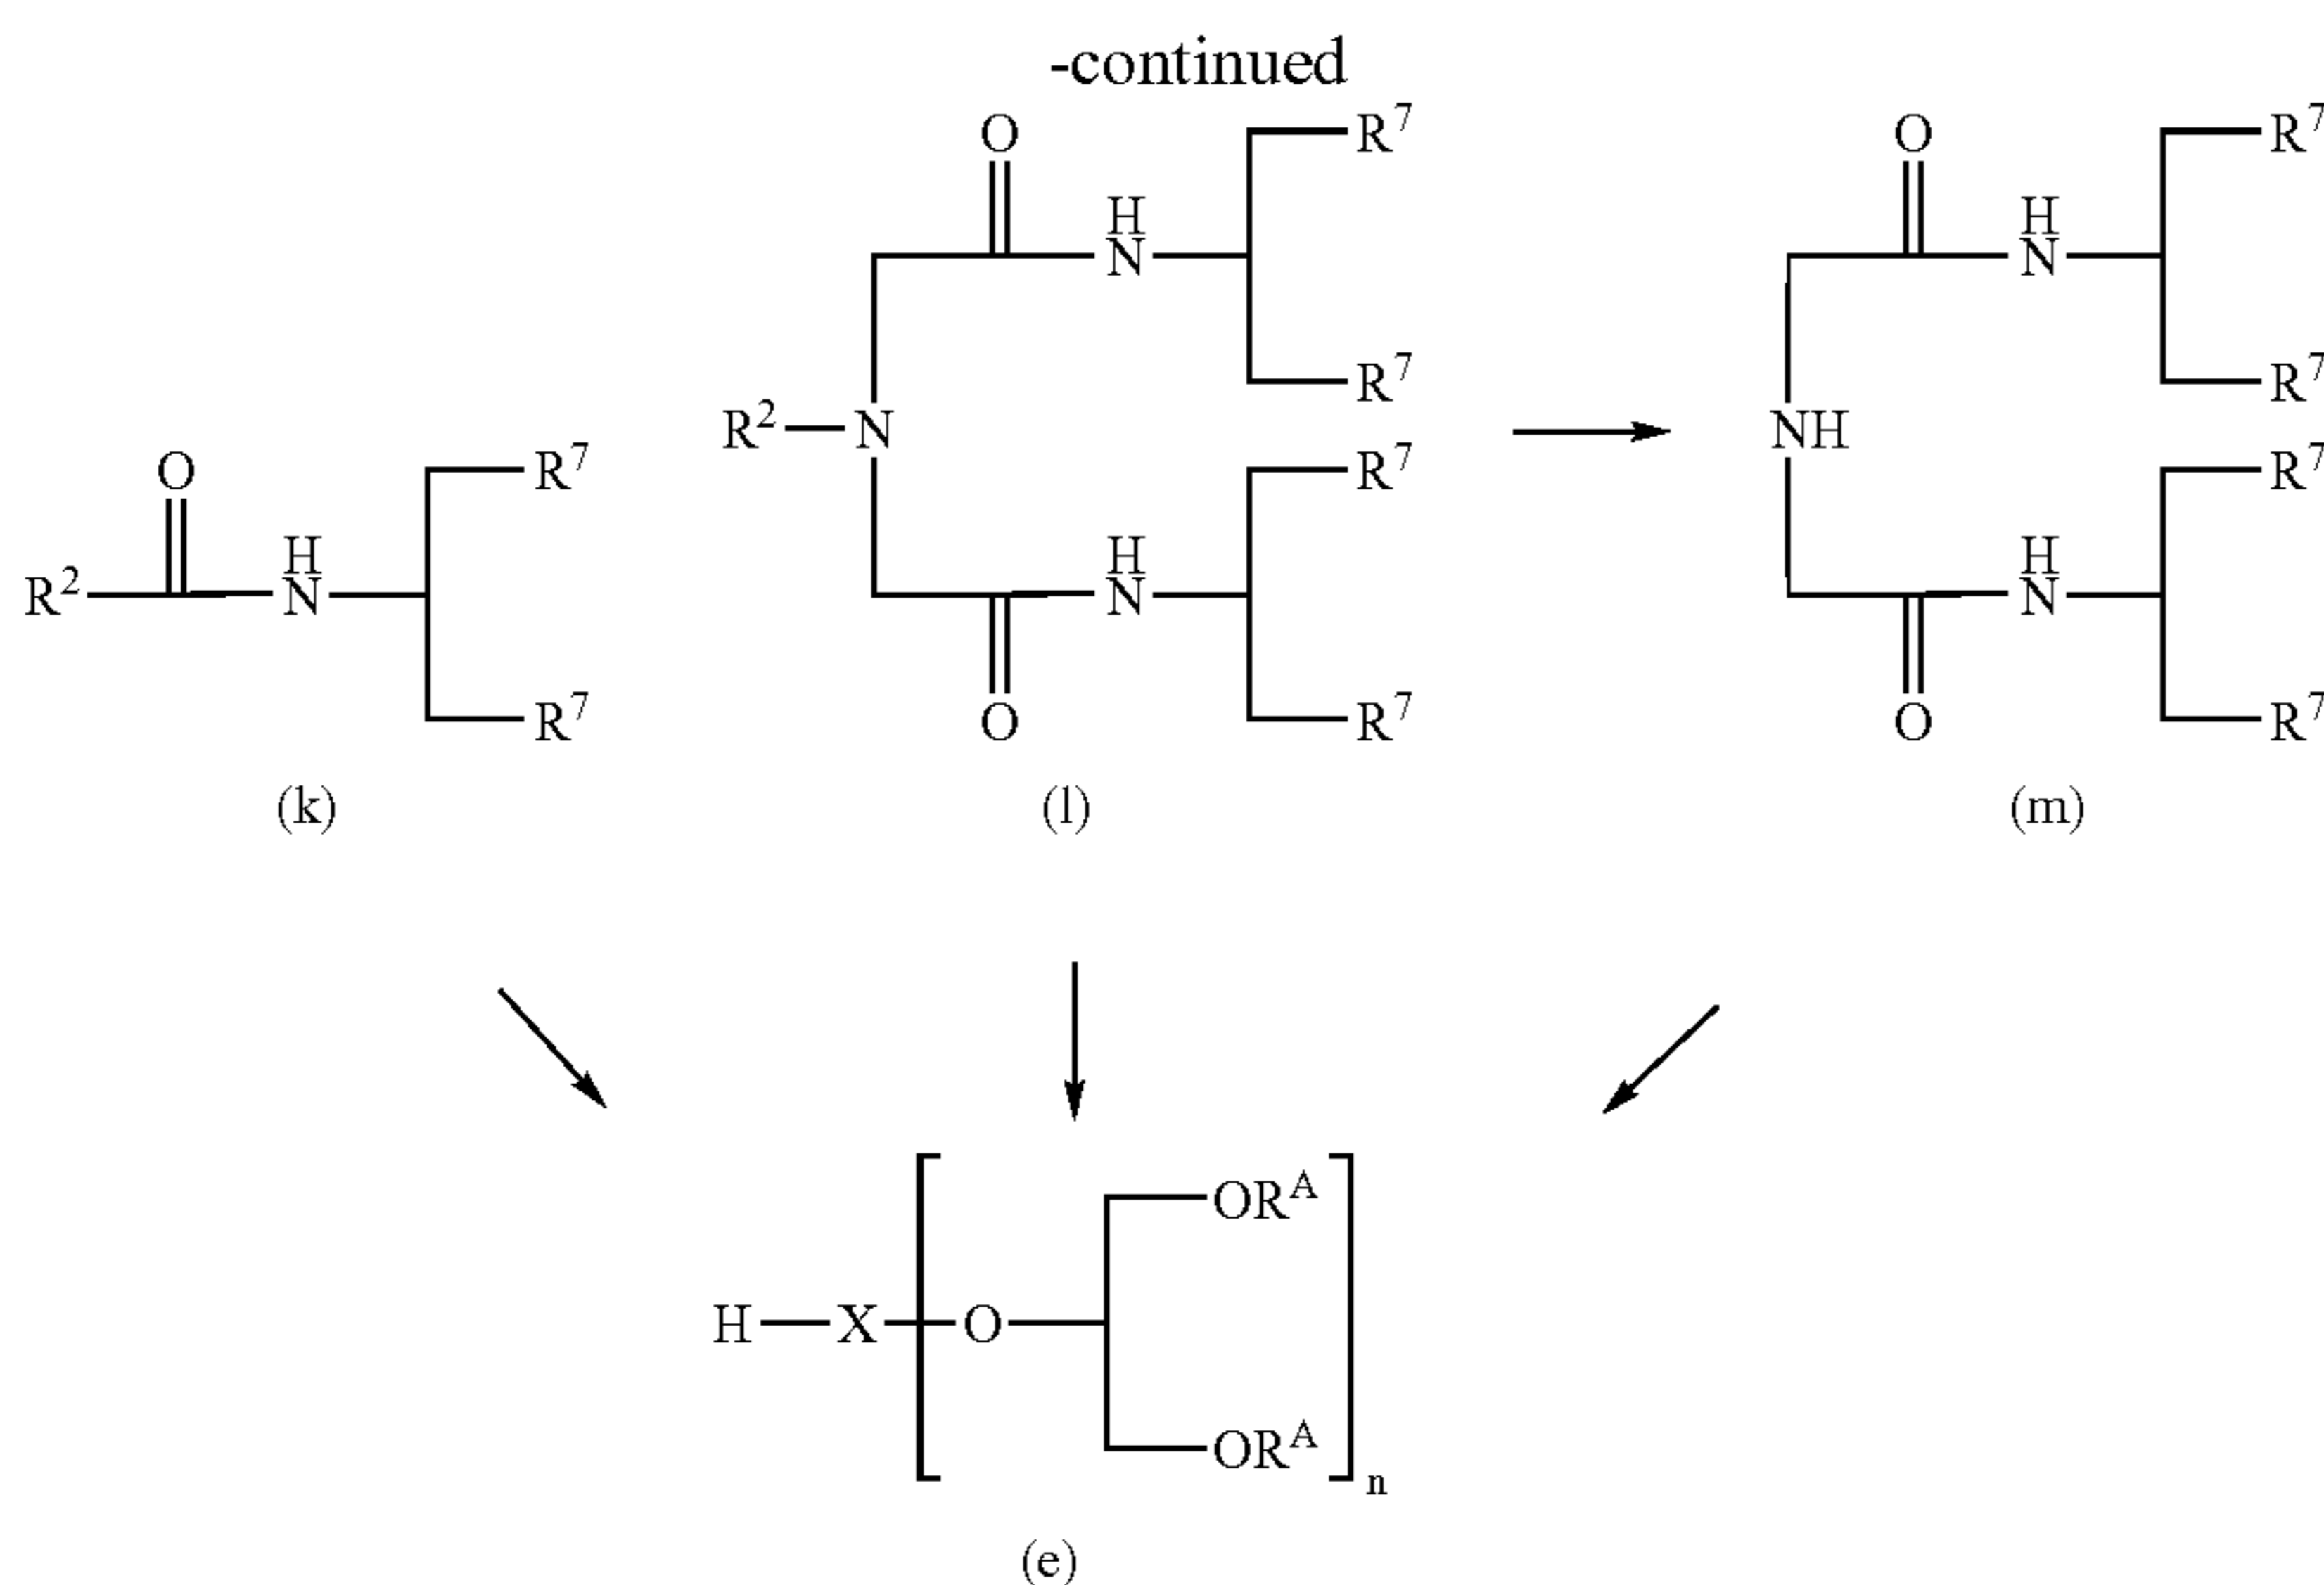 -continued
O H N R7 R7
R2 N
O H N R7 R7
O H N R7 R7
NH
O H N R7 R7
R2 O H N R7 R7
(k) (l) (m)
H X O ORA ORA n
(e)